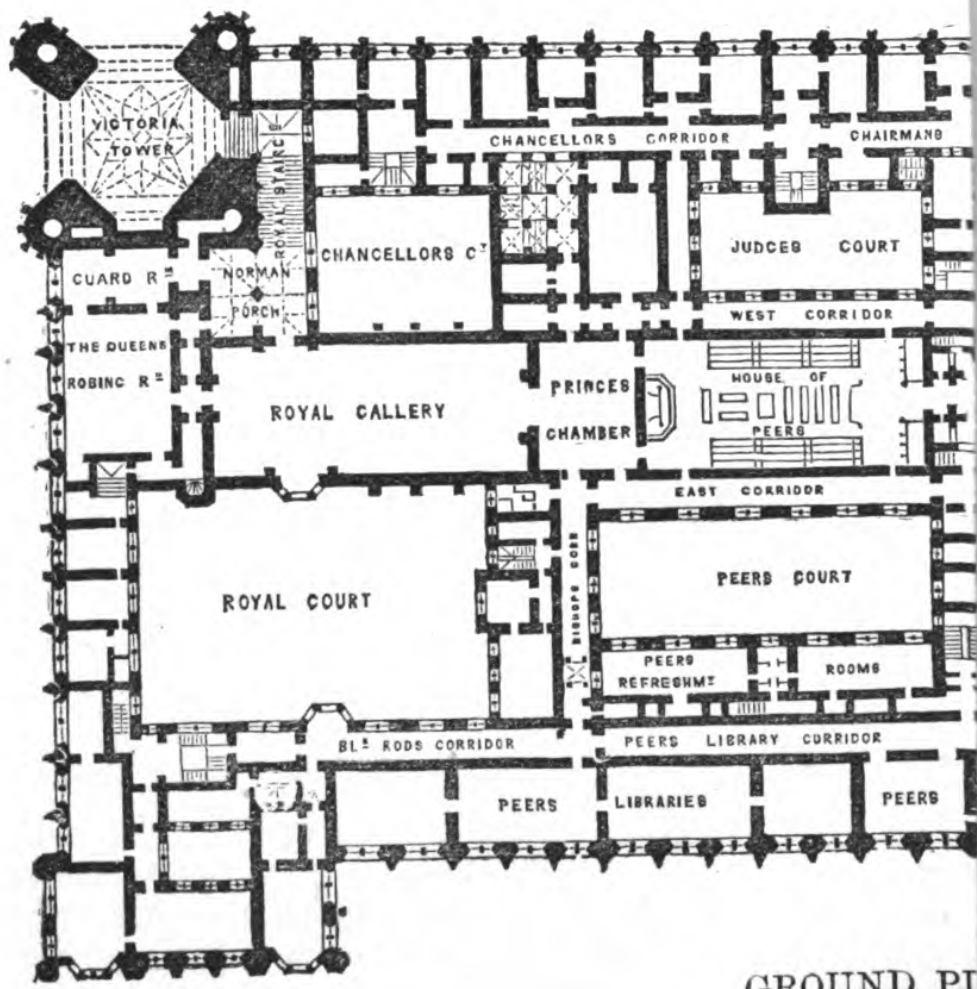 VICTORIA
TOWER
ROYAL STAIRC
CHANCELLORS CORRIDOR
CHAIRMANS
GUARD RM
NORMAN
PORCH
CHANCELLORS CT
JUDGES COURT
WEST CORRIDOR
THE QUEENS
ROBING RM
ROYAL GALLERY
PRINCES
CHAMBER
HOUSE OF
PEERS
EAST CORRIDOR
ROYAL COURT
BISHOPS CORR
PEERS COURT
PEERS
REFRESHMT
ROOMS
BLK RODS CORRIDOR
PEERS LIBRARY CORRIDOR
PEERS
LIBRARIES
PEERS
GROUND